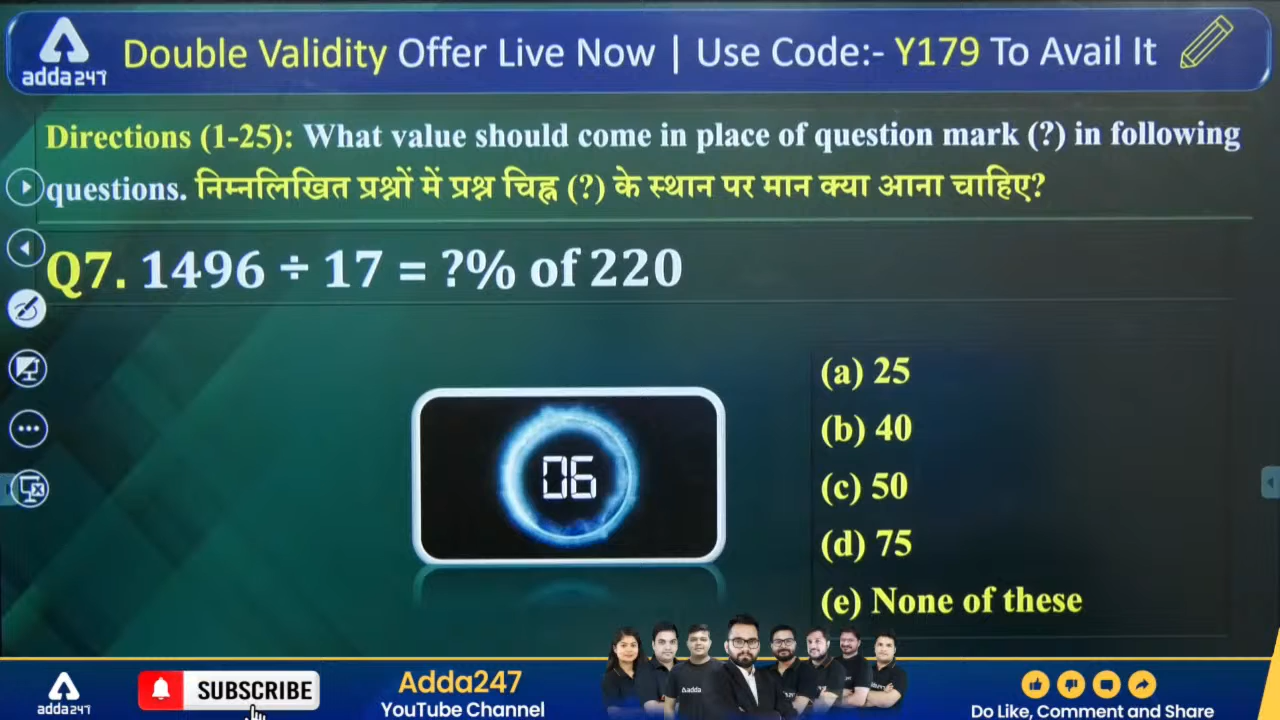 adda247
Double Validity Offer Live Now | Use Code:- Y179 To Avail It
Directions (1-25): What value should come in place of question mark (?) in following
questions. निम्नलिखित प्रश्नों में प्रश्न चिह्न (?) के स्थान पर मान क्या आना चाहिए?
Q7. 1496 ÷ 17 = ?% of 220
06
(a) 25
(b) 40
(c) 50
(d) 75
(e) None of these
adda247
SUBSCRIBE
Adda247
YouTube Channel
Do Like, Comment and Share